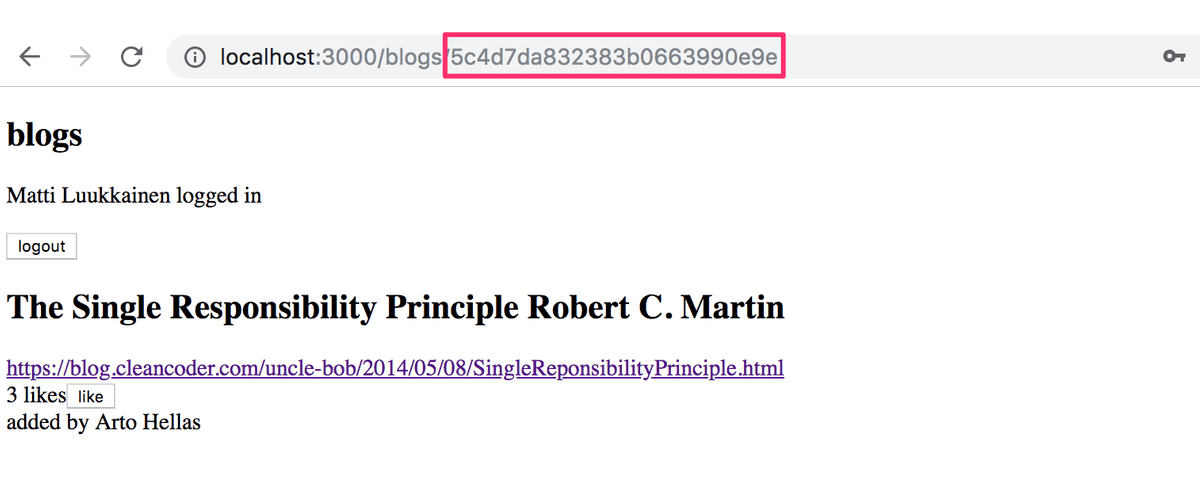 localhost:3000/blogs/5c4d7da832383b0663990e9e
blogs
Matti Luukkainen logged in
logout
The Single Responsibility Principle Robert C. Martin
https://blog.cleancoder.com/uncle-bob/2014/05/08/SingleReponsibilityPrinciple.html
3 likes like
added by Arto Hellas